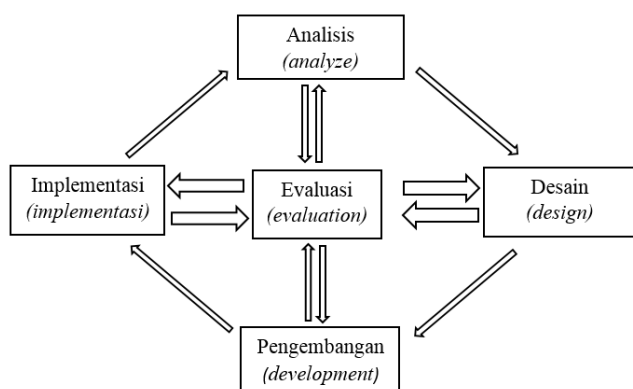 Analisis
(analyze)
Implementasi
(implementasi)
Evaluasi
(evaluation)
Desain
(design)
Pengembangan
(development)